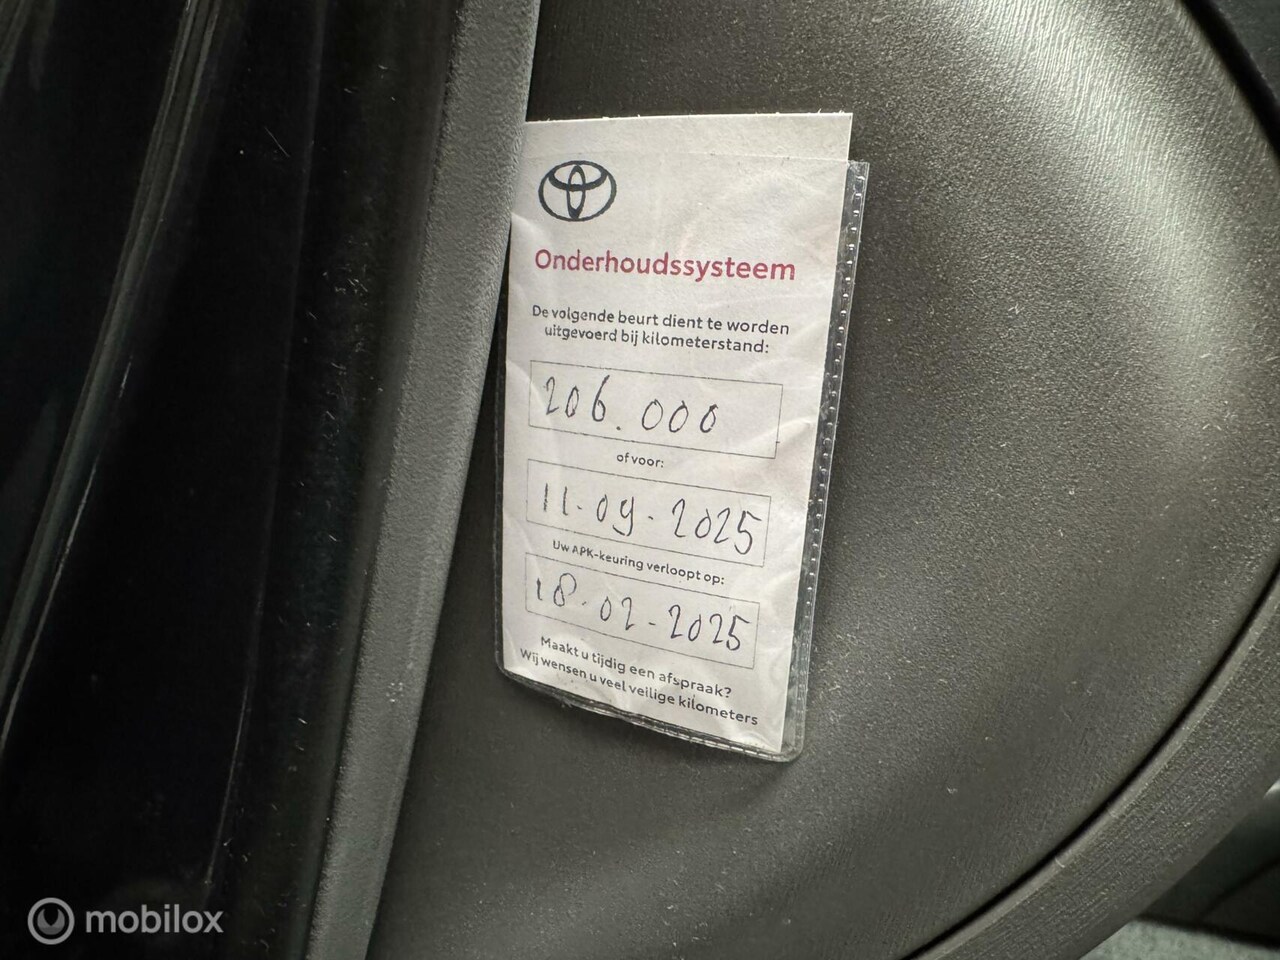 Onderhoudssysteem
De volgende beurt dient te worden
uitgevoerd bij kilometerstand:
206.000
of voor:
11-09-2025
Uw APK-keuring verloopt op:
18-02-2025
Maakt u tijdig een afspraak?
Wij wensen u veel veilige kilometers
mobilox